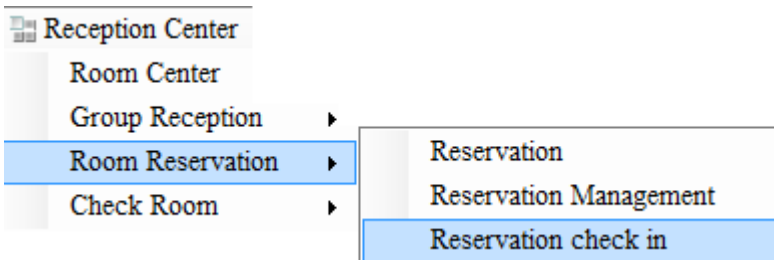 Reception Center
Room Center
Group Reception
Room Reservation
Check Room
Reservation
Reservation Management
Reservation check in